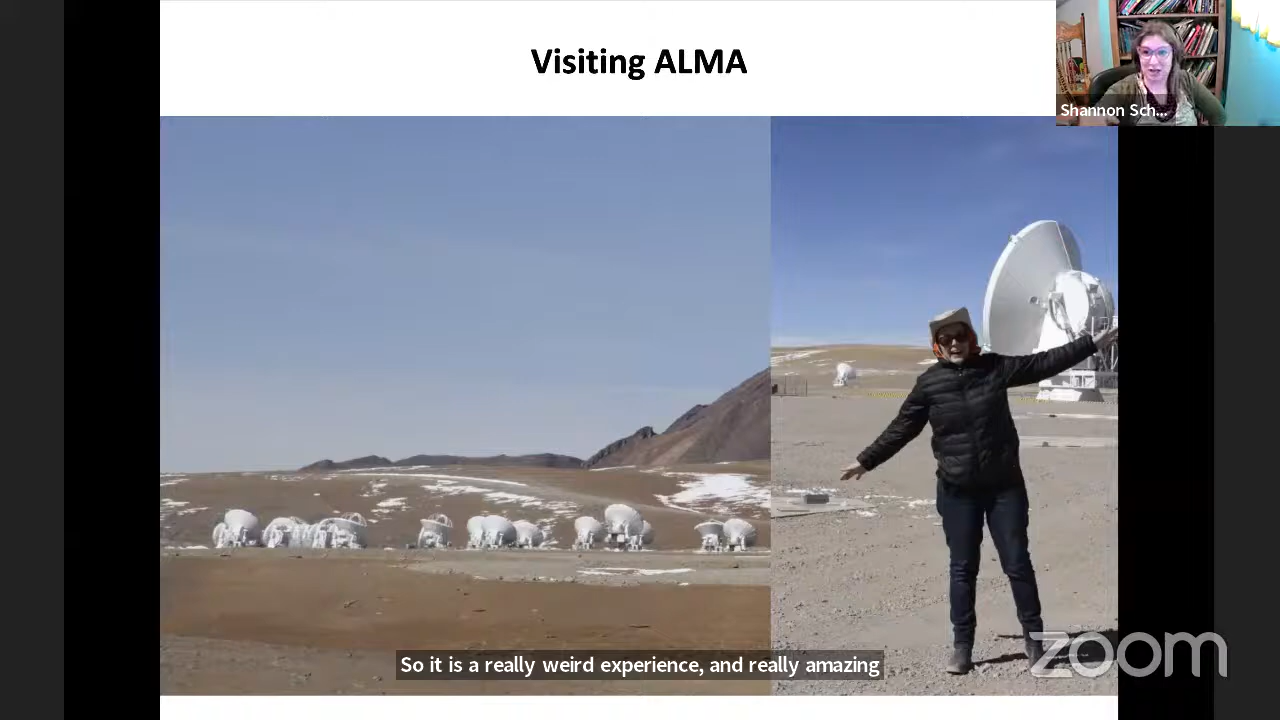 Visiting ALMA
Shannon Sch...
So it is a really weird experience, and really amazing
zoom